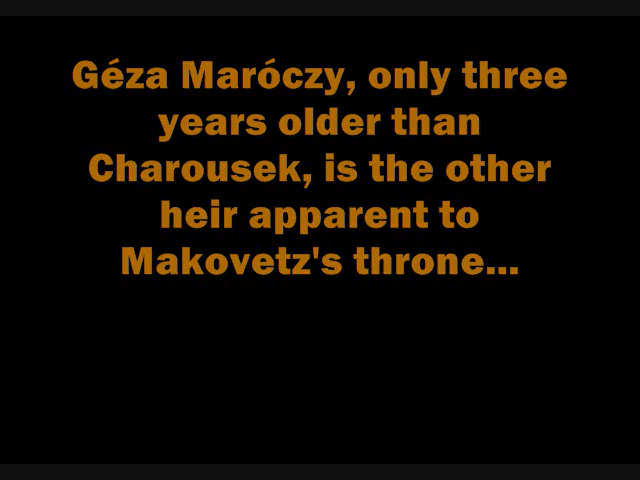 Géza Maróczy, only three
years older than
Charousek, is the other
heir apparent to
Makovetz's throne...